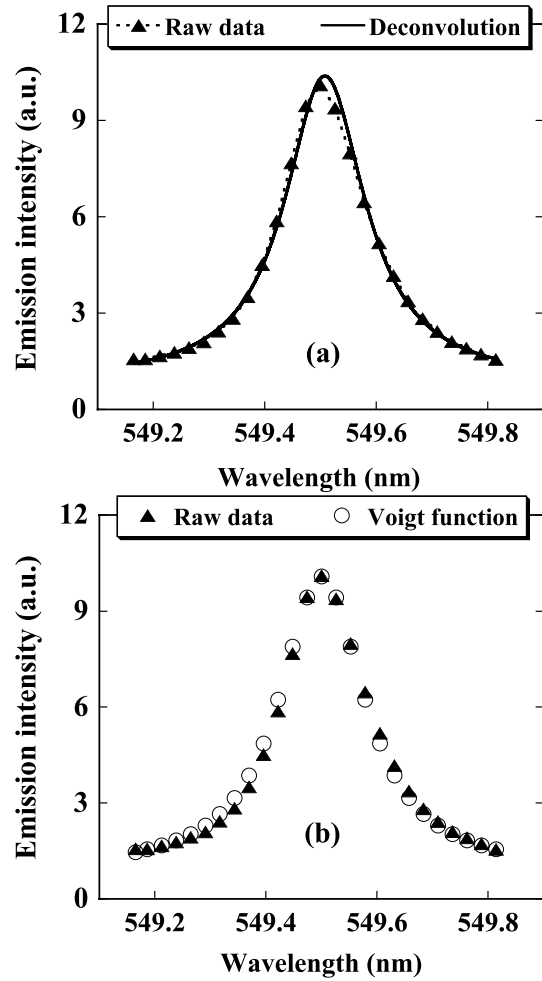 Raw data Deconvolution
12
9
6
3
0
Emission intensity (a.u.)
(a)
549.2 549.4 549.6 549.8
Wavelength (nm)
Raw data Voigt function
12
9
6
3
0
Emission intensity (a.u.)
(b)
549.2 549.4 549.6 549.8
Wavelength (nm)